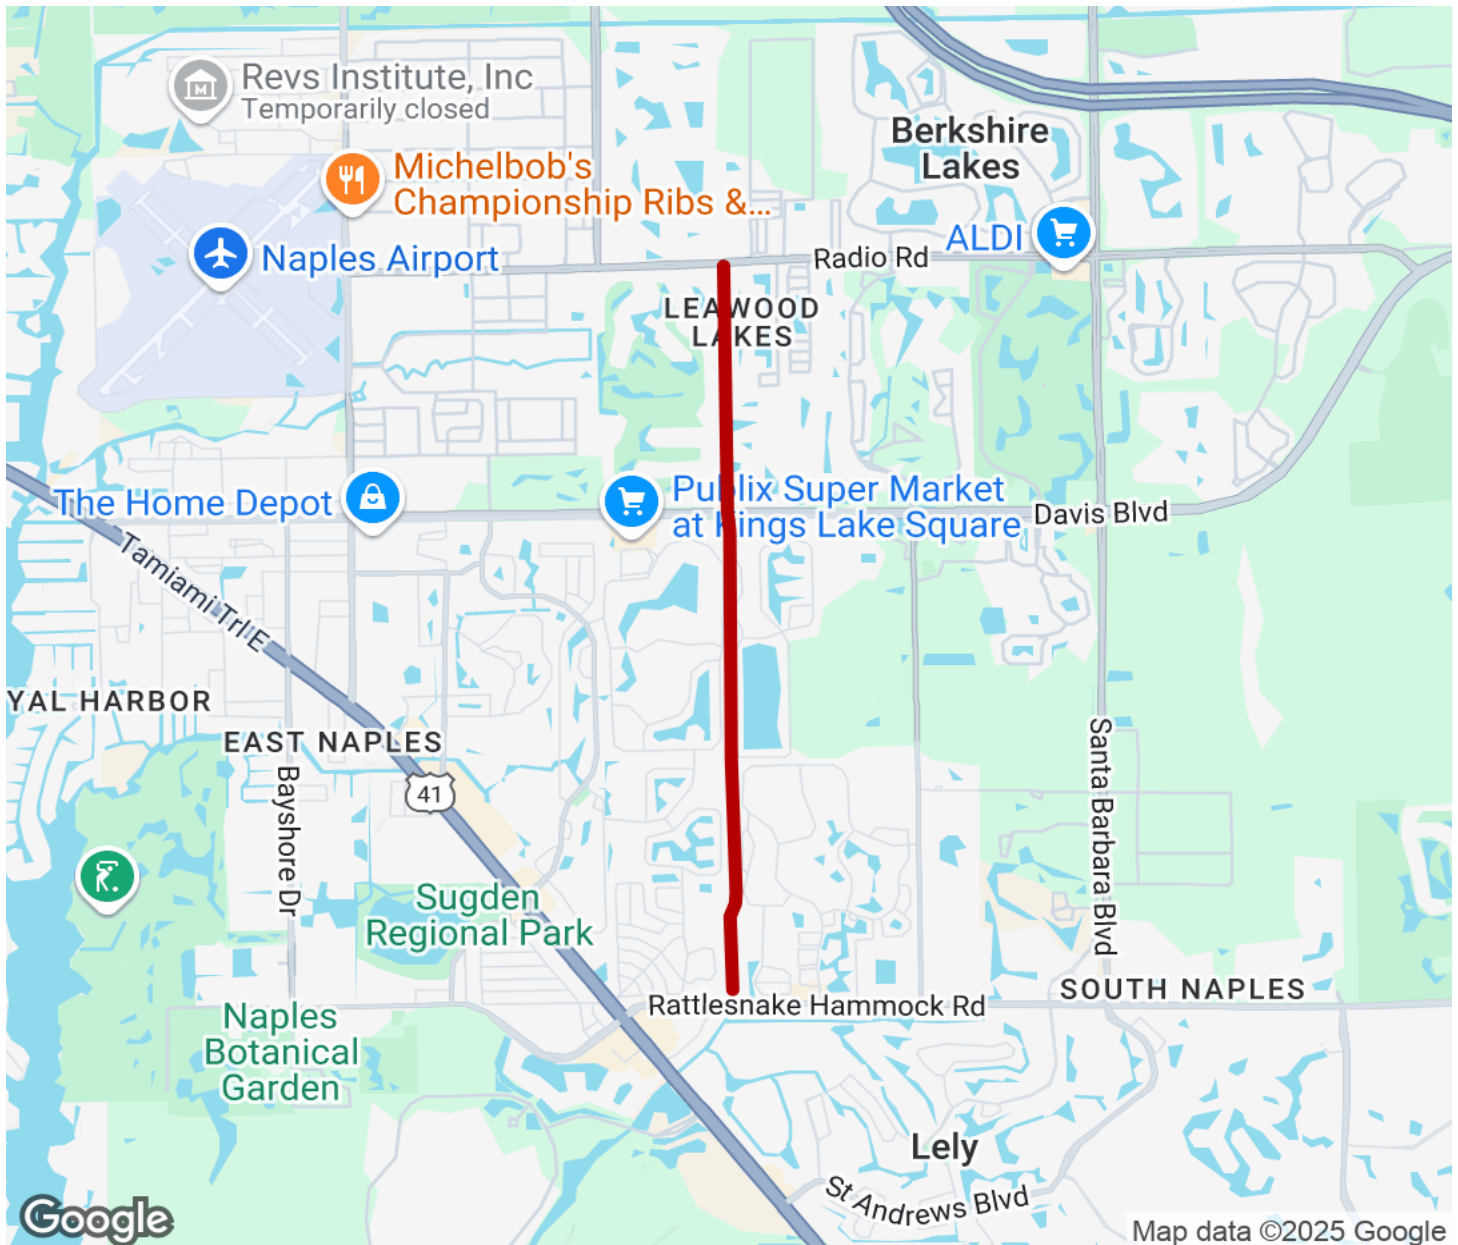 Revs Institute, Inc
Temporarily closed
Berkshire
Lakes
Michelbob's
Championship Ribs &...
Naples Airport
Radio Rd
ALDI
LEAWOOD
LAKES
Publix Super Market
at Kings Lake Square
The Home Depot
Davis Blvd
Tamiami Trl E
YAL HARBOR
EAST NAPLES
41
Bayshore Dr
Santa Barbara Blvd
Sugden
Regional Park
SOUTH NAPLES
Rattlesnake Hammock Rd
Naples
Botanical
Garden
Lely
St Andrews Blvd
Google
Map data ©2025 Google